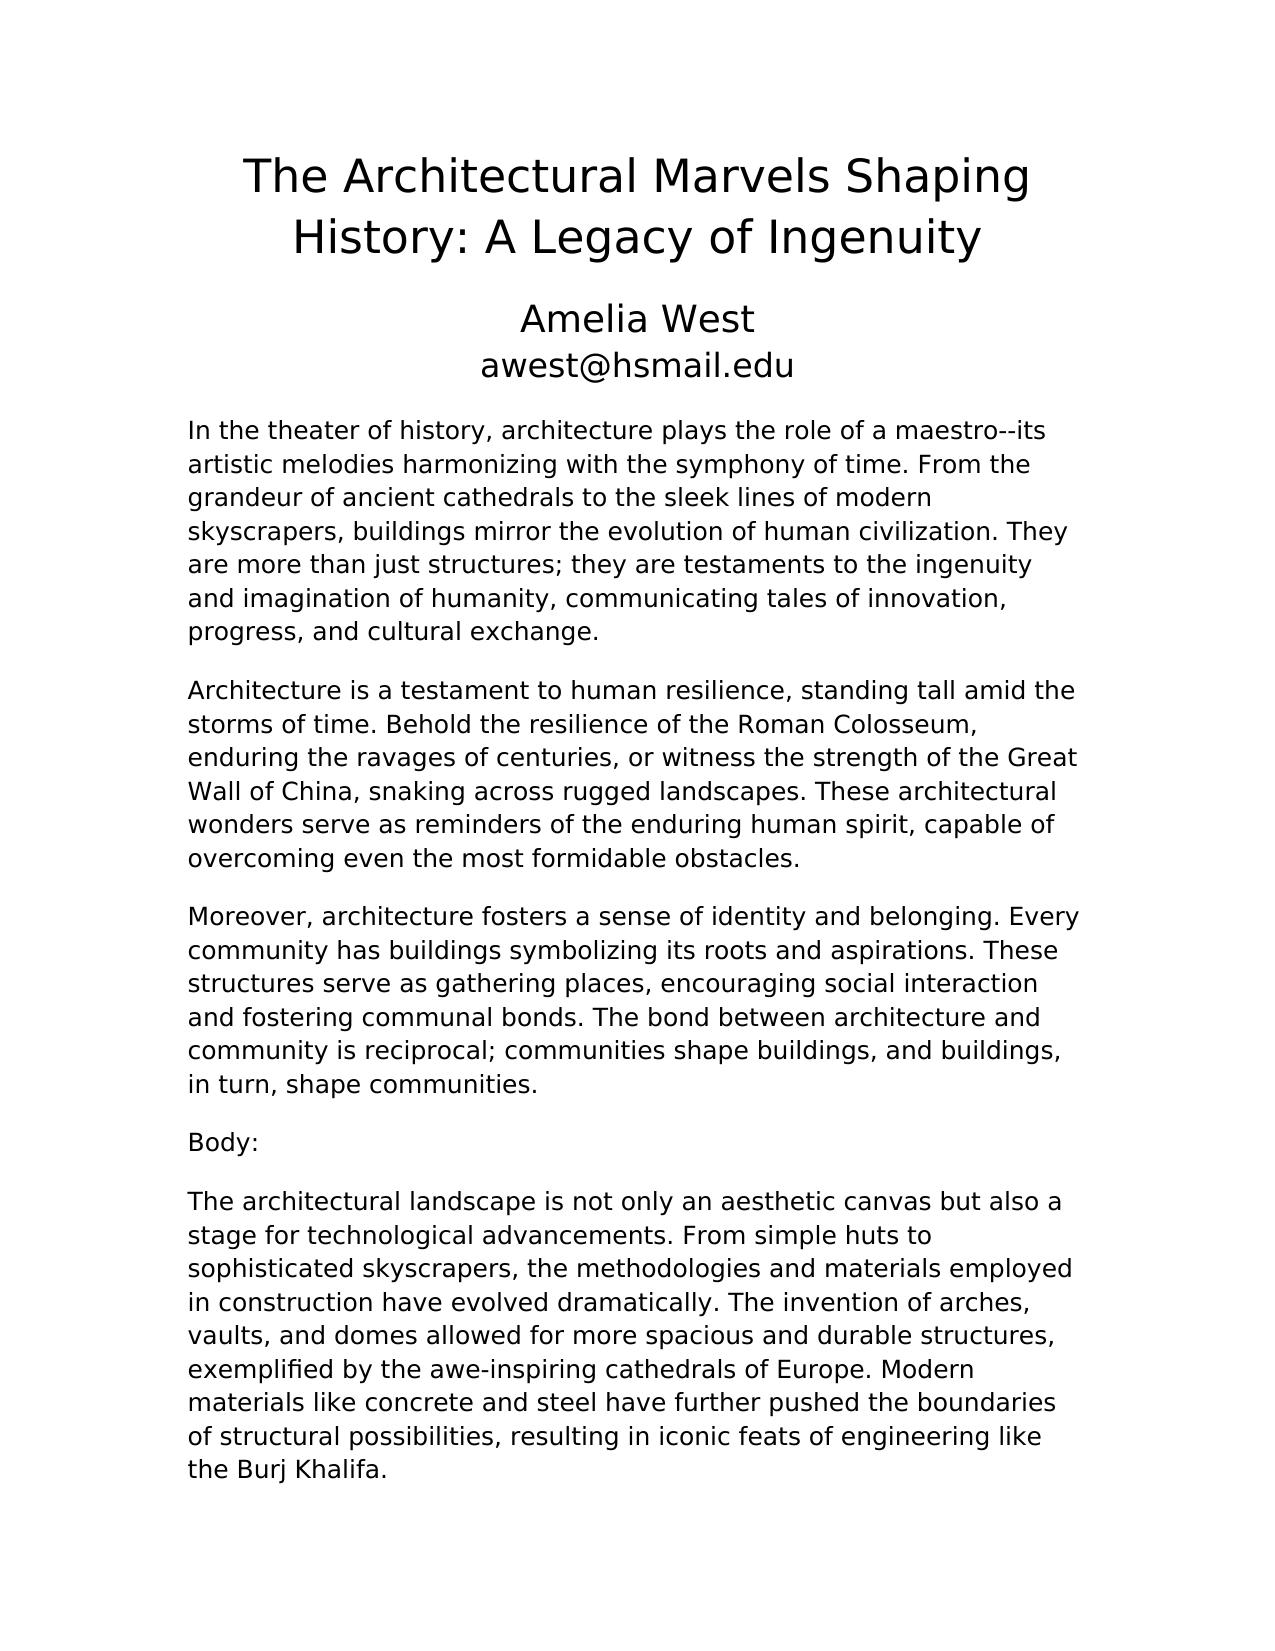 The Architectural Marvels Shaping
History: A Legacy of Ingenuity
Amelia West
awest@hsmail.edu
In the theater of history, architecture plays the role of a maestro--its
artistic melodies harmonizing with the symphony of time. From the
grandeur of ancient cathedrals to the sleek lines of modern
skyscrapers, buildings mirror the evolution of human civilization. They
are more than just structures; they are testaments to the ingenuity
and imagination of humanity, communicating tales of innovation,
progress, and cultural exchange.
Architecture is a testament to human resilience, standing tall amid the
storms of time. Behold the resilience of the Roman Colosseum,
enduring the ravages of centuries, or witness the strength of the Great
Wall of China, snaking across rugged landscapes. These architectural
wonders serve as reminders of the enduring human spirit, capable of
overcoming even the most formidable obstacles.
Moreover, architecture fosters a sense of identity and belonging. Every
community has buildings symbolizing its roots and aspirations. These
structures serve as gathering places, encouraging social interaction
and fostering communal bonds. The bond between architecture and
community is reciprocal; communities shape buildings, and buildings,
in turn, shape communities.
Body:
The architectural landscape is not only an aesthetic canvas but also a
stage for technological advancements. From simple huts to
sophisticated skyscrapers, the methodologies and materials employed
in construction have evolved dramatically. The invention of arches,
vaults, and domes allowed for more spacious and durable structures,
exemplified by the awe-inspiring cathedrals of Europe. Modern
materials like concrete and steel have further pushed the boundaries
of structural possibilities, resulting in iconic feats of engineering like
the Burj Khalifa.